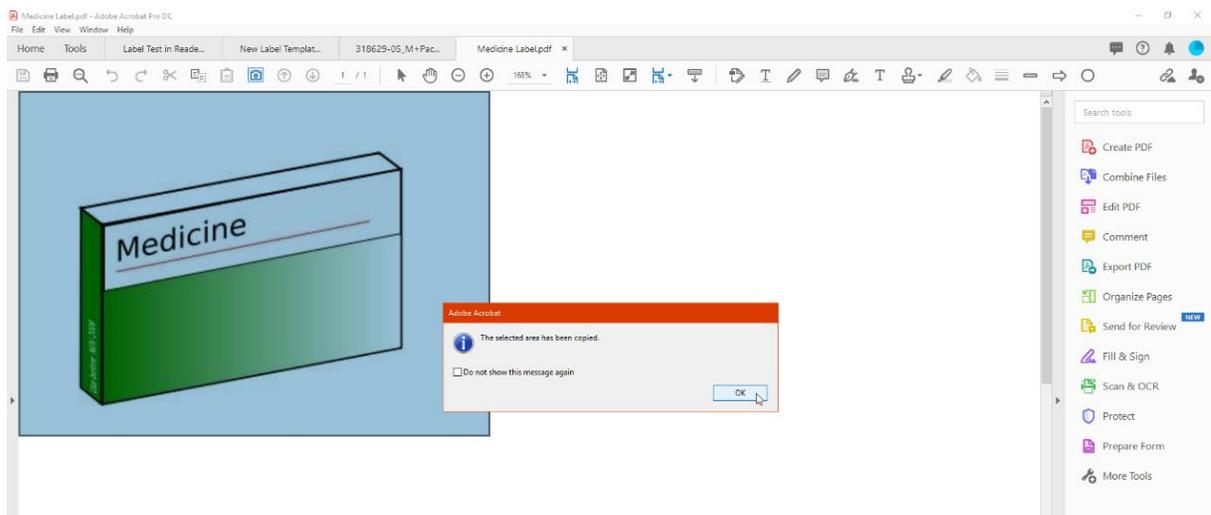 Medicine Label.pdf - Adobe Acrobat Pro DC
File Edit View Window Help
Home Tools Label Test in Reade... New Label Templat... 318629-05_M+Pac... Medicine Label.pdf ×
1 / 1 168%
Search tools
Create PDF
Combine Files
Edit PDF
Comment
Export PDF
Organize Pages
Send for Review NEW
Fill & Sign
Scan & OCR
Protect
Prepare Form
More Tools
Medicine
Adobe Acrobat
The selected area has been copied.
Do not show this message again
OK